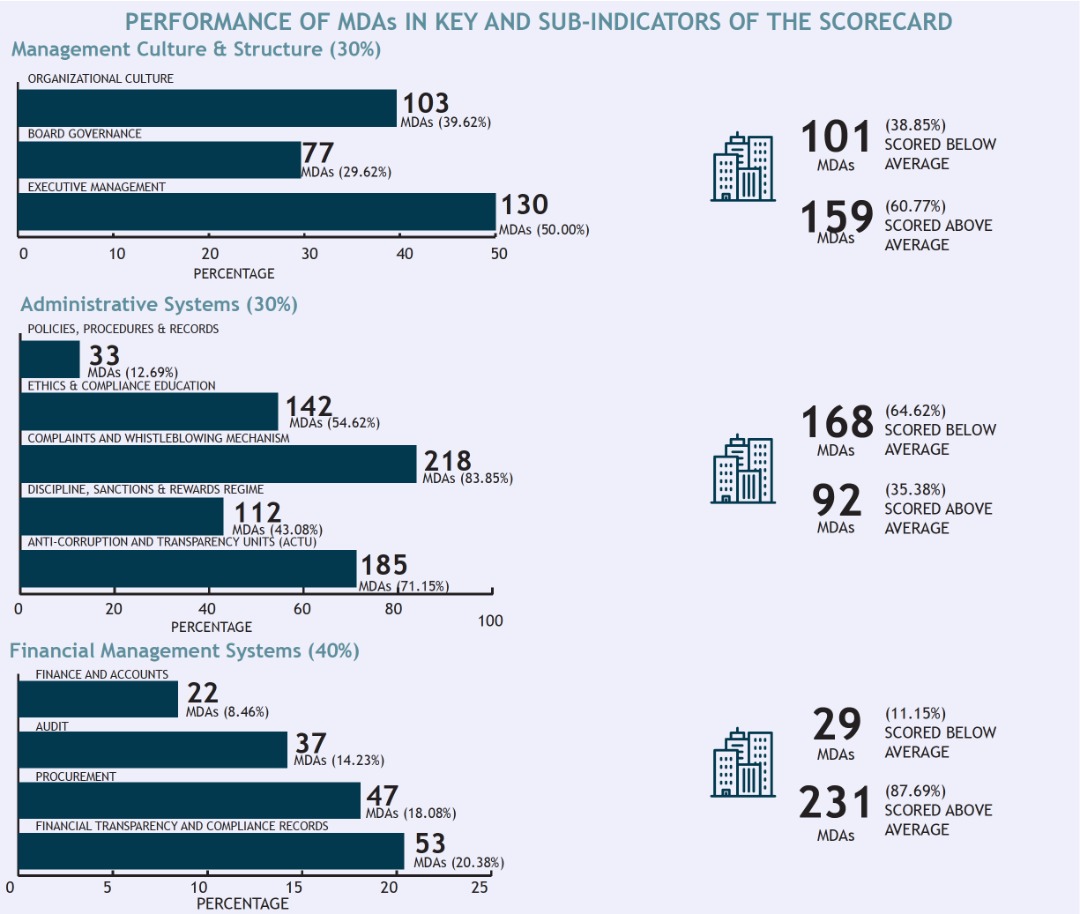 PERFORMANCE OF MDAs IN KEY AND SUB-INDICATORS OF THE SCORECARD
Management Culture & Structure (30%)
ORGANIZATIONAL CULTURE
103
MDAs (39.62%)
BOARD GOVERNANCE
77
MDAs (29.62%)
EXECUTIVE MANAGEMENT
130
MDAs (50.00%)
0 10 20 30 40 50
PERCENTAGE
101
MDAs
(38.85%)
SCORED BELOW
AVERAGE
159
MDAs
(60.77%)
SCORED ABOVE
AVERAGE
Administrative Systems (30%)
POLICIES, PROCEDURES & RECORDS
33
MDAs (12.69%)
ETHICS & COMPLIANCE EDUCATION
142
MDAs (54.62%)
COMPLAINTS AND WHISTLEBLOWING MECHANISM
218
MDAs (83.85%)
DISCIPLINE, SANCTIONS & REWARDS REGIME
112
MDAs (43.08%)
ANTI-CORRUPTION AND TRANSPARENCY UNITS (ACTU)
185
MDAs (71.15%)
0 20 40 60 80 100
PERCENTAGE
168
MDAs
(64.62%)
SCORED BELOW
AVERAGE
92
MDAs
(35.38%)
SCORED ABOVE
AVERAGE
Financial Management Systems (40%)
FINANCE AND ACCOUNTS
22
MDAs (8.46%)
AUDIT
37
MDAs (14.23%)
PROCUREMENT
47
MDAs (18.08%)
FINANCIAL TRANSPARENCY AND COMPLIANCE RECORDS
53
MDAs (20.38%)
0 5 10 15 20 25
PERCENTAGE
29
MDAs
(11.15%)
SCORED BELOW
AVERAGE
231
MDAs
(87.69%)
SCORED ABOVE
AVERAGE